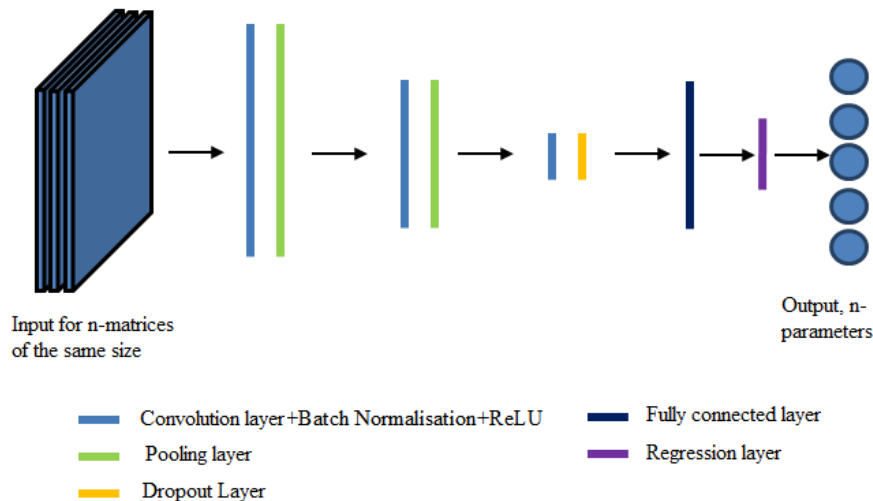 Input for n-matrices
of the same size
Output, n-
parameters
Convolution layer+Batch Normalisation+ReLU
Pooling layer
Dropout Layer
Fully connected layer
Regression layer